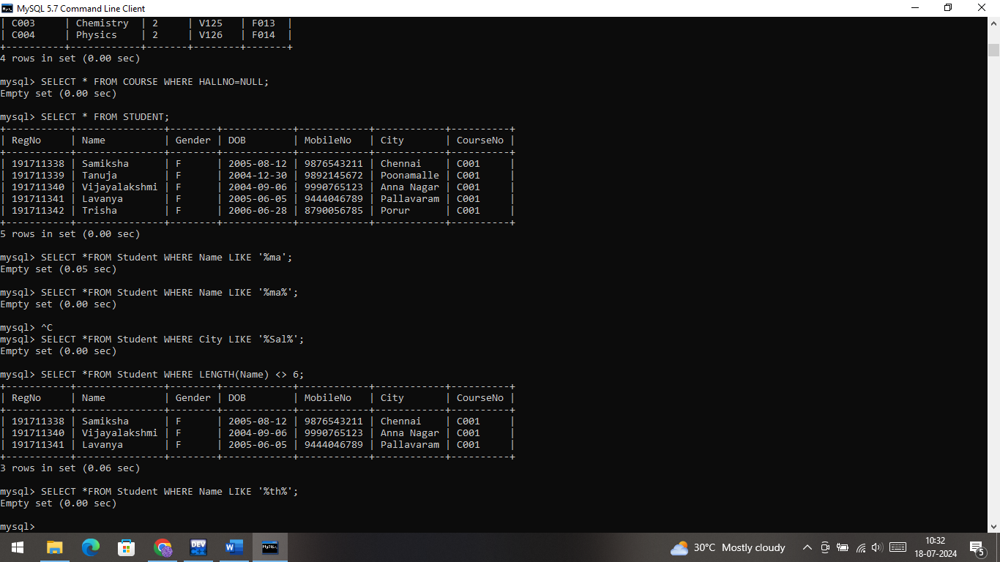 MySQL 5.7 Command Line Client
| C003     | Chemistry  | 2     | V125   | F013  |
| C004     | Physics    | 2     | V126   | F014  |
+----------+------------+-------+--------+-------+
4 rows in set (0.00 sec)
mysql> SELECT * FROM COURSE WHERE HALLNO=NULL;
Empty set (0.00 sec)
mysql> SELECT * FROM STUDENT;
+-----------+---------------+--------+------------+------------+------------+----------+
| RegNo     | Name          | Gender | DOB        | MobileNo   | City       | CourseNo |
+-----------+---------------+--------+------------+------------+------------+----------+
| 191711338 | Samiksha      | F      | 2005-08-12 | 9876543211 | Chennai    | C001     |
| 191711339 | Tanuja        | F      | 2004-12-30 | 9892145672 | Poonamalle | C001     |
| 191711340 | Vijayalakshmi | F      | 2004-09-06 | 9990765123 | Anna Nagar | C001     |
| 191711341 | Lavanya       | F      | 2005-06-05 | 9444046789 | Pallavaram | C001     |
| 191711342 | Trisha        | F      | 2006-06-28 | 8790056785 | Porur      | C001     |
+-----------+---------------+--------+------------+------------+------------+----------+
5 rows in set (0.00 sec)
mysql> SELECT *FROM Student WHERE Name LIKE '%ma';
Empty set (0.05 sec)
mysql> SELECT *FROM Student WHERE Name LIKE '%ma%';
Empty set (0.00 sec)
mysql> ^C
mysql> SELECT *FROM Student WHERE City LIKE '%Sal%';
Empty set (0.00 sec)
mysql> SELECT *FROM Student WHERE LENGTH(Name) <> 6;
+-----------+---------------+--------+------------+------------+------------+----------+
| RegNo     | Name          | Gender | DOB        | MobileNo   | City       | CourseNo |
+-----------+---------------+--------+------------+------------+------------+----------+
| 191711338 | Samiksha      | F      | 2005-08-12 | 9876543211 | Chennai    | C001     |
| 191711340 | Vijayalakshmi | F      | 2004-09-06 | 9990765123 | Anna Nagar | C001     |
| 191711341 | Lavanya       | F      | 2005-06-05 | 9444046789 | Pallavaram | C001     |
+-----------+---------------+--------+------------+------------+------------+----------+
3 rows in set (0.06 sec)
mysql> SELECT *FROM Student WHERE Name LIKE '%th%';
Empty set (0.00 sec)
mysql>
DEV
W
MySQL
30°C Mostly cloudy
10:32
18-07-2024
5